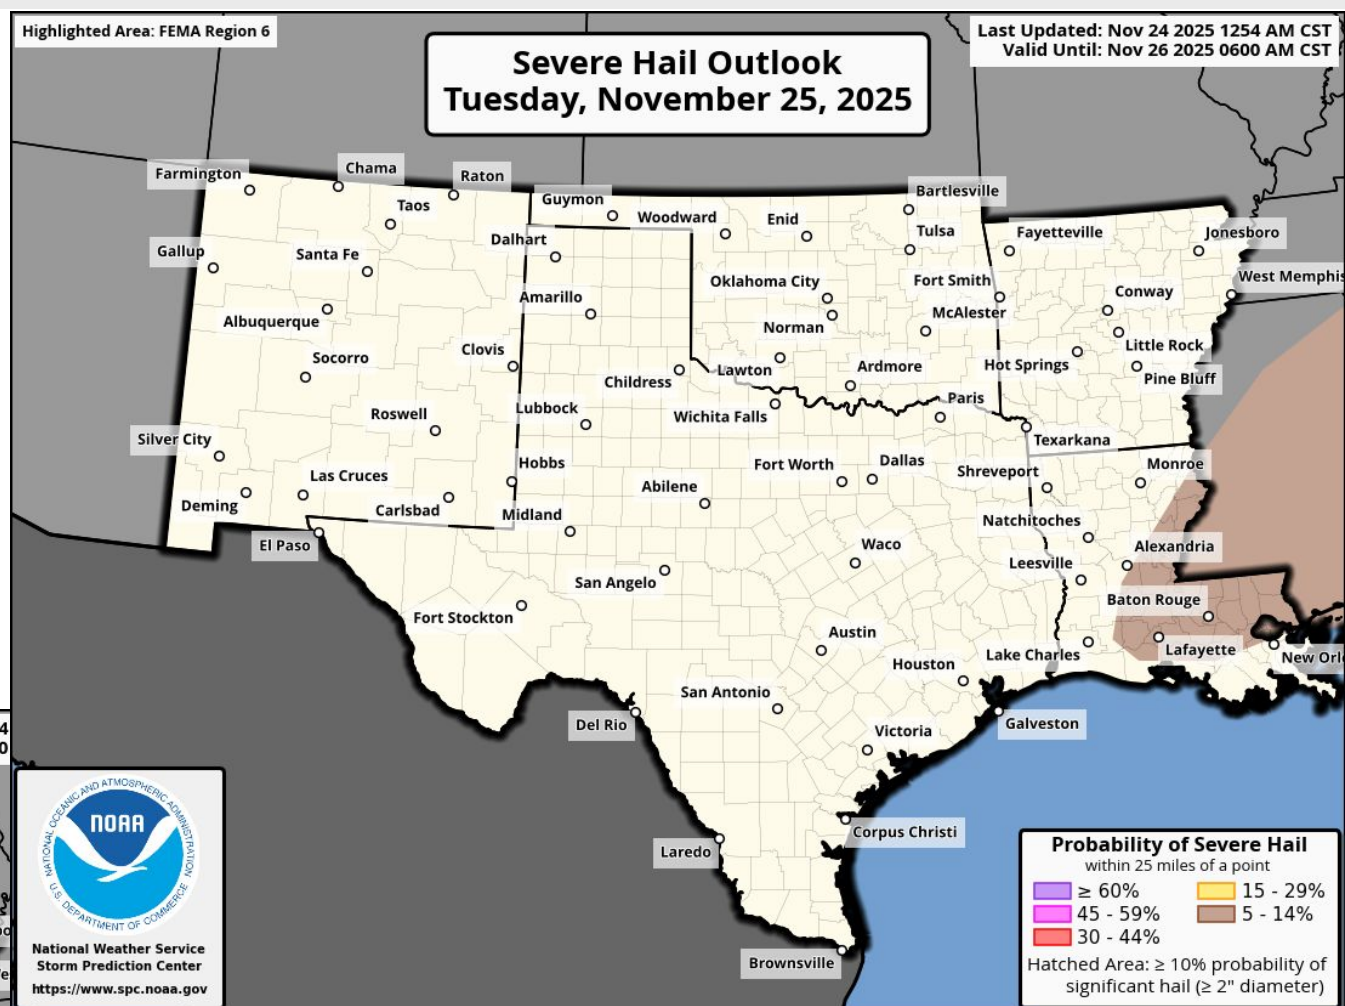 Highlighted Area: FEMA Region 6
Last Updated: Nov 24 2025 1254 AM CST
Valid Until: Nov 26 2025 0600 AM CST
Severe Hail Outlook
Tuesday, November 25, 2025
Farmington
Chama
Raton
Taos
Guymon
Woodward
Enid
Bartlesville
Tulsa
Fayetteville
Jonesboro
Gallup
Santa Fe
Dalhart
Oklahoma City
Fort Smith
West Memphis
Albuquerque
Amarillo
Norman
McAlester
Conway
Little Rock
Socorro
Clovis
Childress
Lawton
Ardmore
Hot Springs
Pine Bluff
Roswell
Lubbock
Wichita Falls
Paris
Texarkana
Silver City
Las Cruces
Hobbs
Abilene
Fort Worth
Dallas
Shreveport
Monroe
Deming
Carlsbad
Midland
Natchitoches
El Paso
San Angelo
Waco
Leesville
Alexandria
Fort Stockton
Austin
Baton Rouge
Houston
Lake Charles
Lafayette
New Orl
San Antonio
Del Rio
Victoria
Galveston
Laredo
Corpus Christi
Brownsville
4
0
NATIONAL OCEANIC AND ATMOSPHERIC ADMINISTRATION
NOAA
U.S. DEPARTMENT OF COMMERCE
National Weather Service
Storm Prediction Center
https://www.spc.noaa.gov
Probability of Severe Hail
within 25 miles of a point
≥ 60%
15 - 29%
45 - 59%
5 - 14%
30 - 44%
Hatched Area: ≥ 10% probability of
significant hail (≥ 2" diameter)